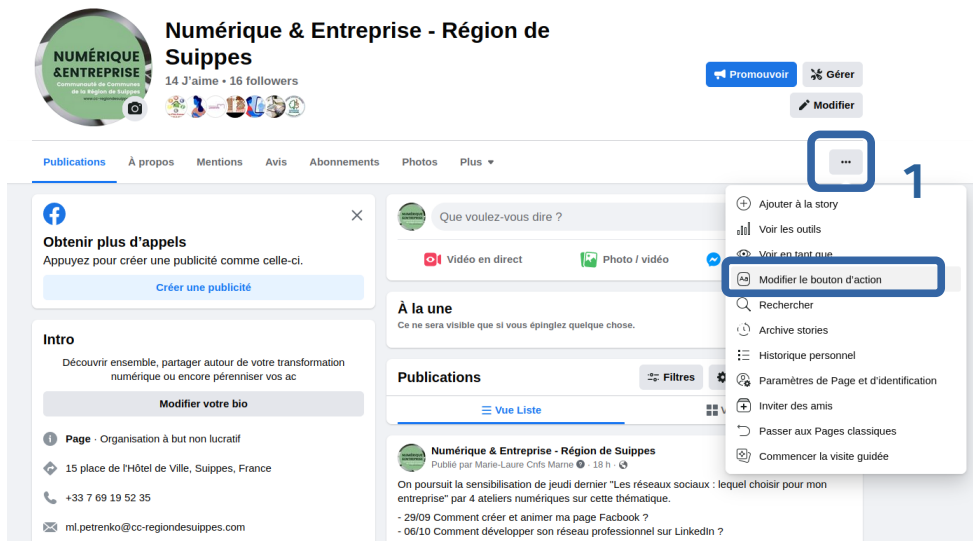 NUMÉRIQUE
&ENTREPRISE
Communauté de Communes
de la Région de Suippes
Numérique & Entreprise - Région de
Suippes
14 J’aime • 16 followers
Promouvoir
Gérer
Modifier
Publications
À propos
Mentions
Avis
Abonnements
Photos
Plus
1
Obtenir plus d’appels
Appuyez pour créer une publicité comme celle-ci.
Créer une publicité
Intro
Découvrir ensemble, partager autour de votre transformation
numérique ou encore pérenniser vos ac
Modifier votre bio
Page · Organisation à but non lucratif
15 place de l'Hôtel de Ville, Suippes, France
+33 7 69 19 52 35
ml.petrenko@cc-regiondesuippes.com
Que voulez-vous dire ?
Vidéo en direct
Photo / vidéo
À la une
Ce ne sera visible que si vous épinglez quelque chose.
Publications
Filtres
Vue Liste
V
Numérique & Entreprise - Région de Suippes
Publié par Marie-Laure Cnfs Marne · 18 h ·
On poursuit la sensibilisation de jeudi dernier "Les réseaux sociaux : lequel choisir pour mon
entreprise" par 4 ateliers numériques sur cette thématique.
- 29/09 Comment créer et animer ma page Facbook ?
- 06/10 Comment développer son réseau professionnel sur LinkedIn ?
Ajouter à la story
Voir les outils
Voir en tant que
Aa Modifier le bouton d’action
Rechercher
Archive stories
Historique personnel
Paramètres de Page et d’identification
Inviter des amis
Passer aux Pages classiques
Commencer la visite guidée